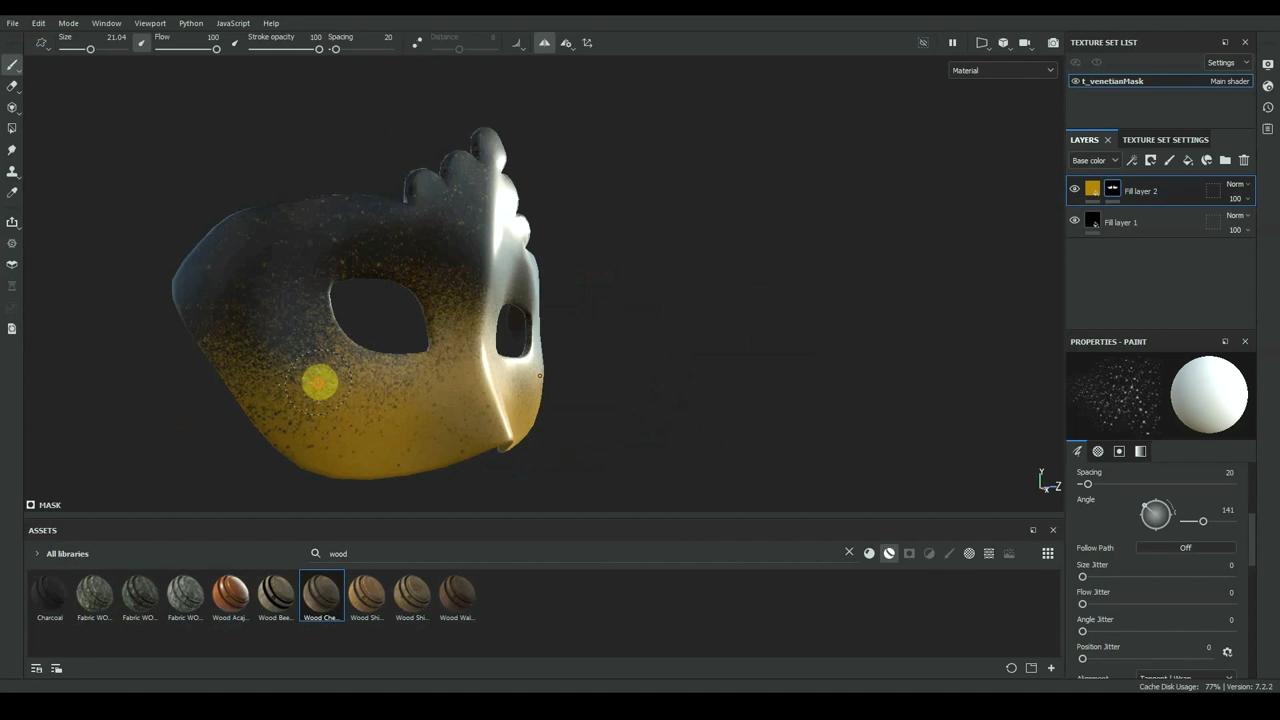 File Edit Mode Window Viewport Python JavaScript Help
Size 21.04 Flow 100 Stroke opacity 100 Spacing 20 Distance 8
Material
TEXTURE SET LIST
Settings
t_venetianMask Main shader
LAYERS TEXTURE SET SETTINGS
Base color
Fill layer 2 Norm
100
Fill layer 1 Norm
100
PROPERTIES - PAINT
Spacing 20
Angle
141
Follow Path Off
Size Jitter 0
Flow Jitter 0
Angle Jitter 0
Position Jitter 0
Y
X Z
MASK
ASSETS
All libraries wood
Charcoal Fabric WO... Fabric WO... Fabric WO... Wood Acaj... Wood Bee... Wood Che... Wood Shi... Wood Shi... Wood Wal...
Cache Disk Usage: 77% | Version: 7.2.2